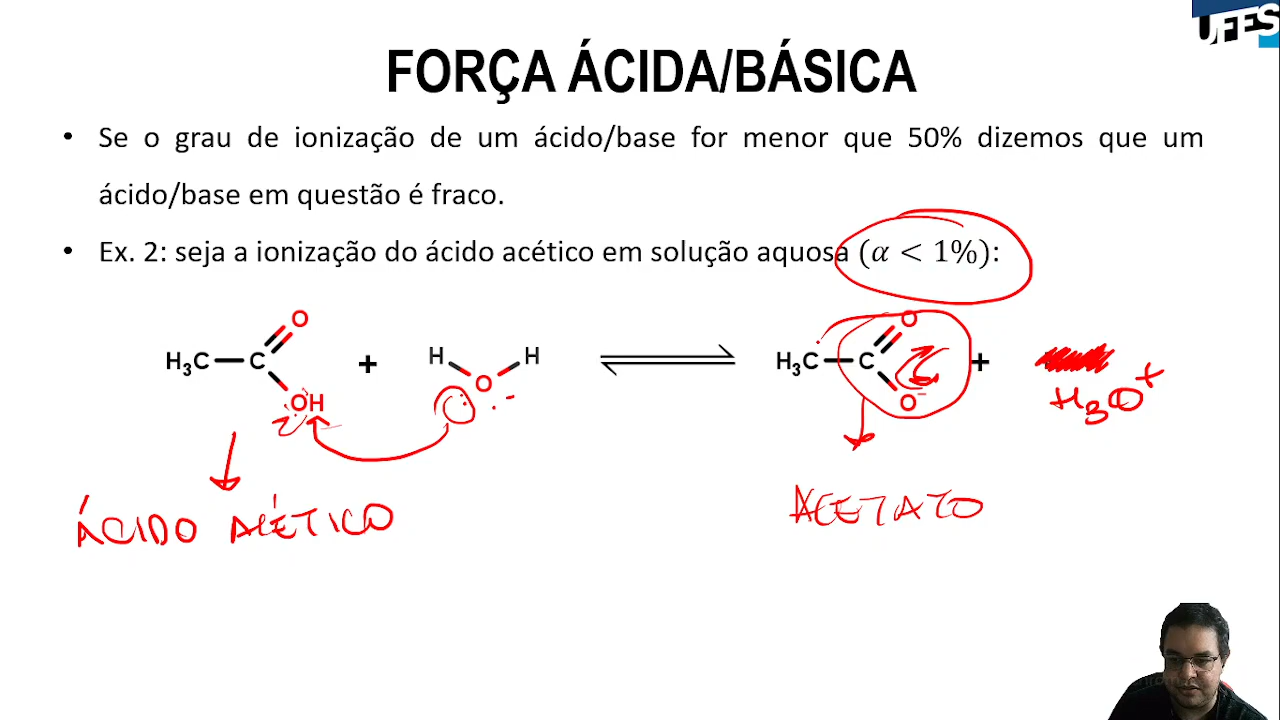 UFES
FORÇA ÁCIDA/BÁSICA
• Se o grau de ionização de um ácido/base for menor que 50% dizemos que um
ácido/base em questão é fraco.
• Ex. 2: seja a ionização do ácido acético em solução aquosa (α < 1%):
O O
H₃C C + H H H₃C C +
O H₃O⁺
OH O⁻
ÁCIDO ACÉTICO ACETATO